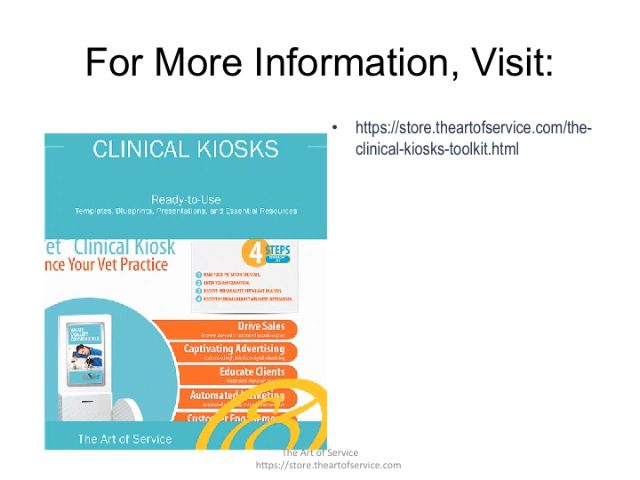 For More Information, Visit:
• https://store.theartofservice.com/the-
clinical-kiosks-toolkit.html
CLINICAL KIOSKS
Ready-to-Use
Templates, Blueprints, Presentations, and Essential Resources
et® Clinical Kiosk
nce Your Vet Practice
4 STEPS
Drive Sales
Captivating Advertising
Educate Clients
Automated Marketing
Customer Engagement
The Art of Service
The Art of Service
https://store.theartofservice.com